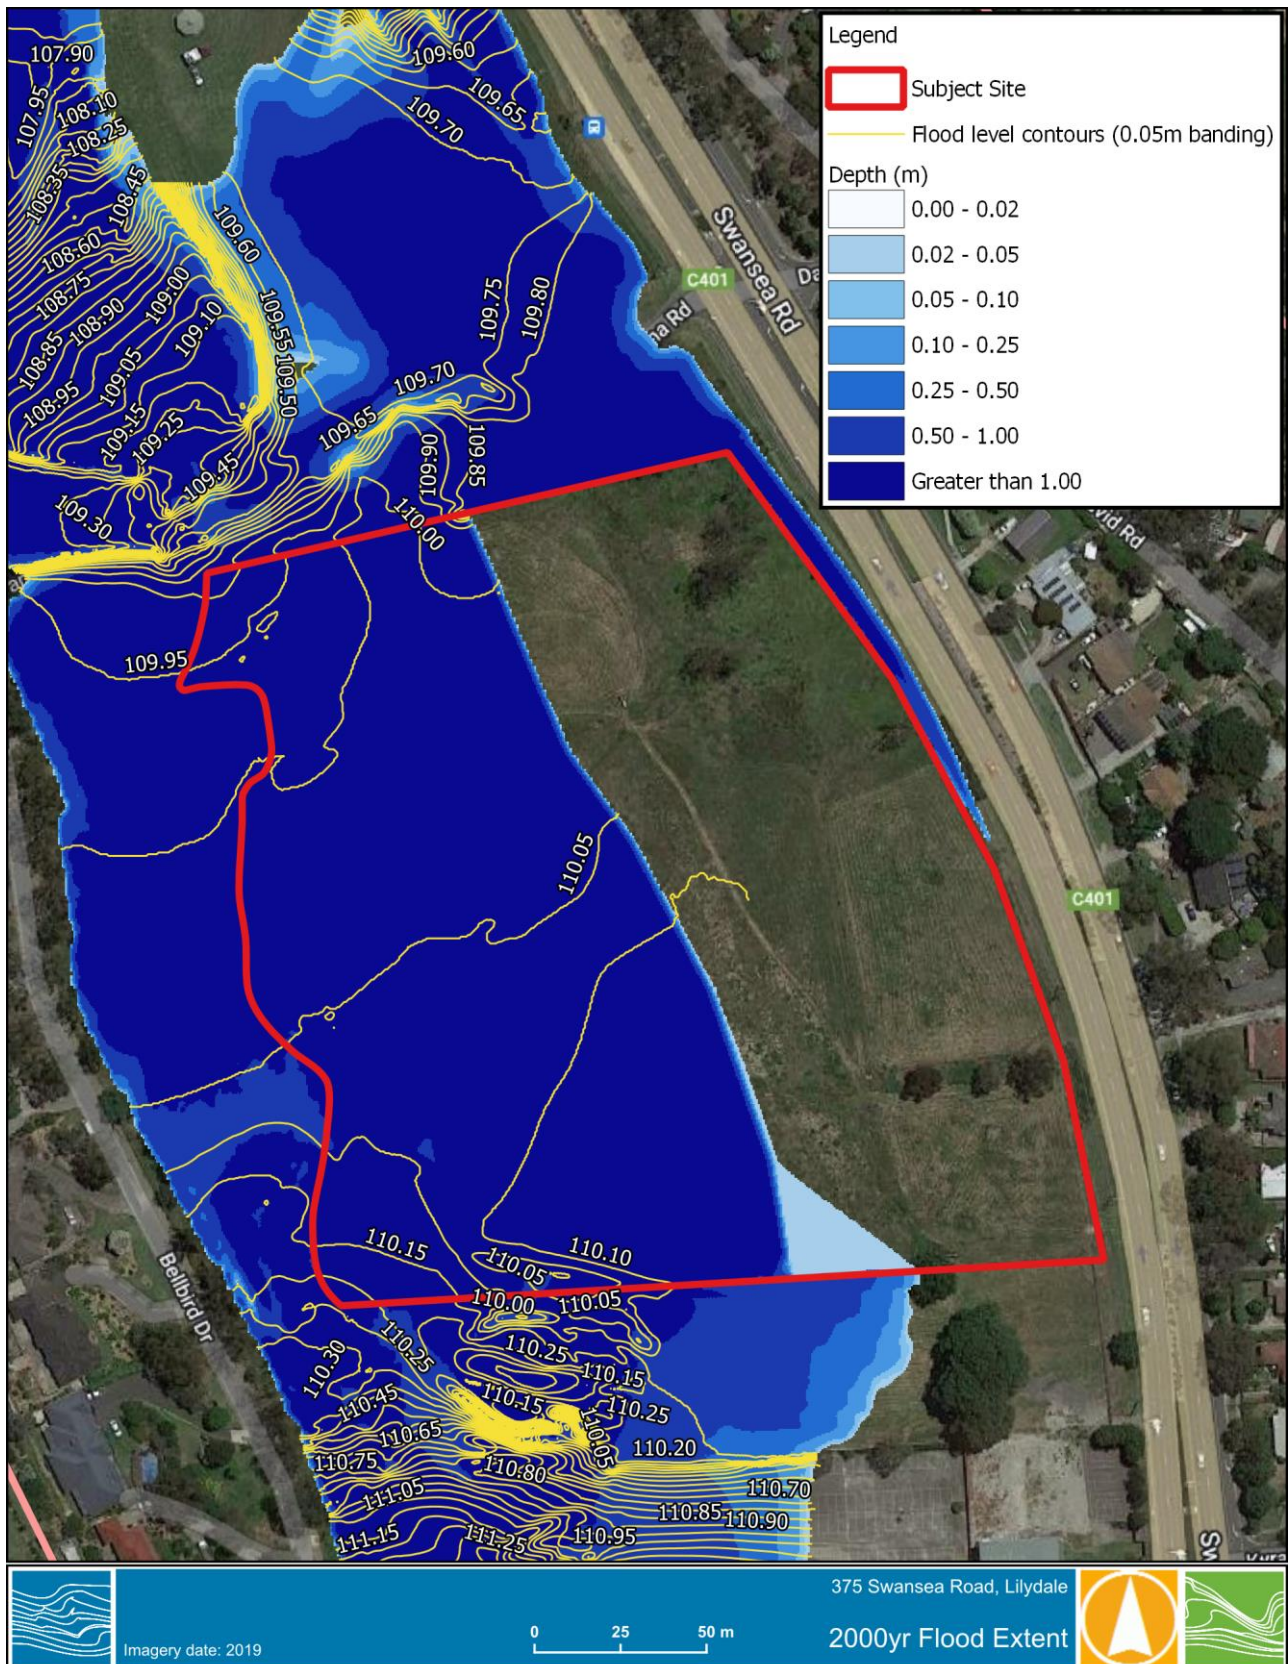 Legend
Subject Site
Flood level contours (0.05m banding)
Depth (m)
0.00 - 0.02
0.02 - 0.05
0.05 - 0.10
0.10 - 0.25
0.25 - 0.50
0.50 - 1.00
Greater than 1.00
107.90
107.95
108.10
108.25
108.35
108.45
108.60
108.75
108.85
108.90
108.95
109.00
109.05
109.10
109.15
109.25
109.30
109.45
109.60
109.55
109.50
109.60
109.65
109.70
109.75
109.80
109.70
109.65
109.90
109.85
110.00
109.95
Swansea Rd
C401
na Rd
Da
vid Rd
C401
110.05
110.15
110.10
110.05
110.00
110.05
Bellbird Dr
110.25
110.25
110.15
110.30
110.15
110.25
110.45
110.65
110.05
110.20
110.75
110.80
110.70
111.05
110.85
110.90
111.15
111.25
110.95
Sw
375 Swansea Road, Lilydale
2000yr Flood Extent
Imagery date: 2019
0 25 50 m